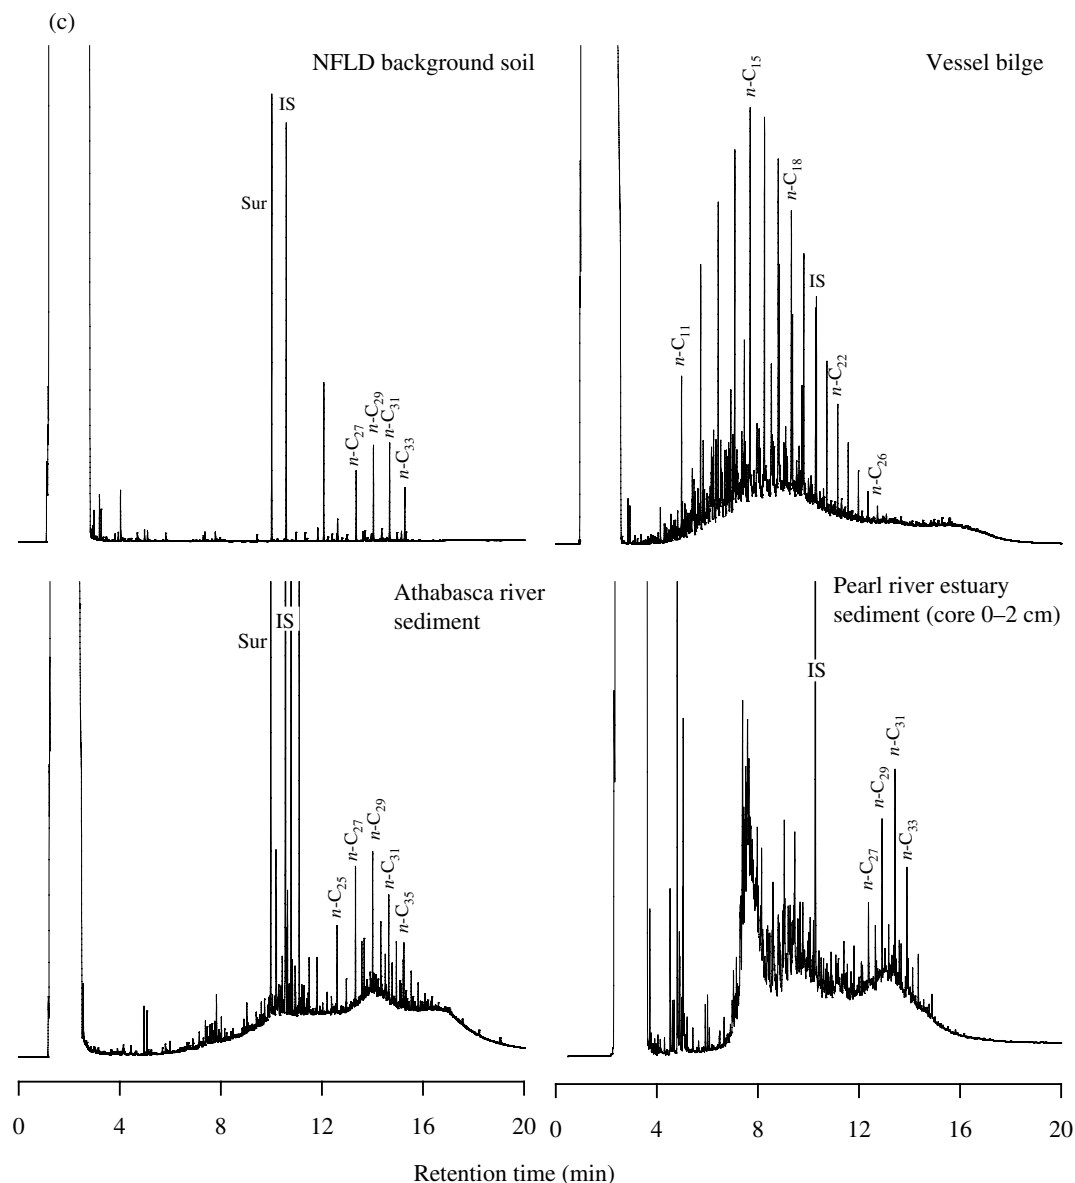 (c)
NFLD background soil
IS
Sur
n-C27
n-C29
n-C31
n-C33
Vessel bilge
n-C11
n-C15
n-C18
IS
n-C22
n-C26
Athabasca river
sediment
Sur
IS
n-C25
n-C27
n-C29
n-C31
n-C35
Pearl river estuary
sediment (core 0–2 cm)
IS
n-C27
n-C29
n-C31
n-C33
0 4 8 12 16 20
0 4 8 12 16 20
Retention time (min)